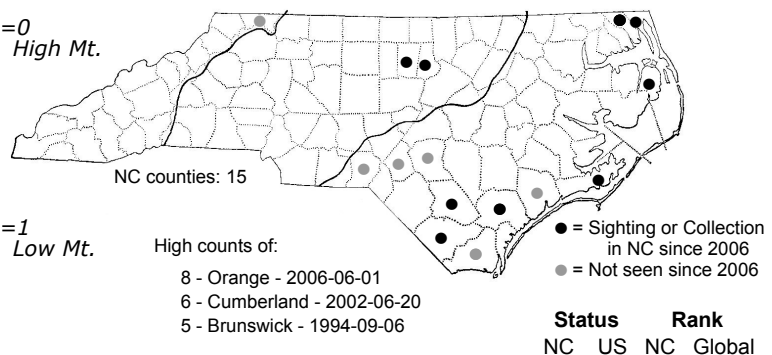 =0
High Mt.
NC counties: 15
=1
Low Mt.
High counts of:
8 - Orange - 2006-06-01
6 - Cumberland - 2002-06-20
5 - Brunswick - 1994-09-06
= Sighting or Collection
in NC since 2006
= Not seen since 2006
Status Rank
NC US NC Global